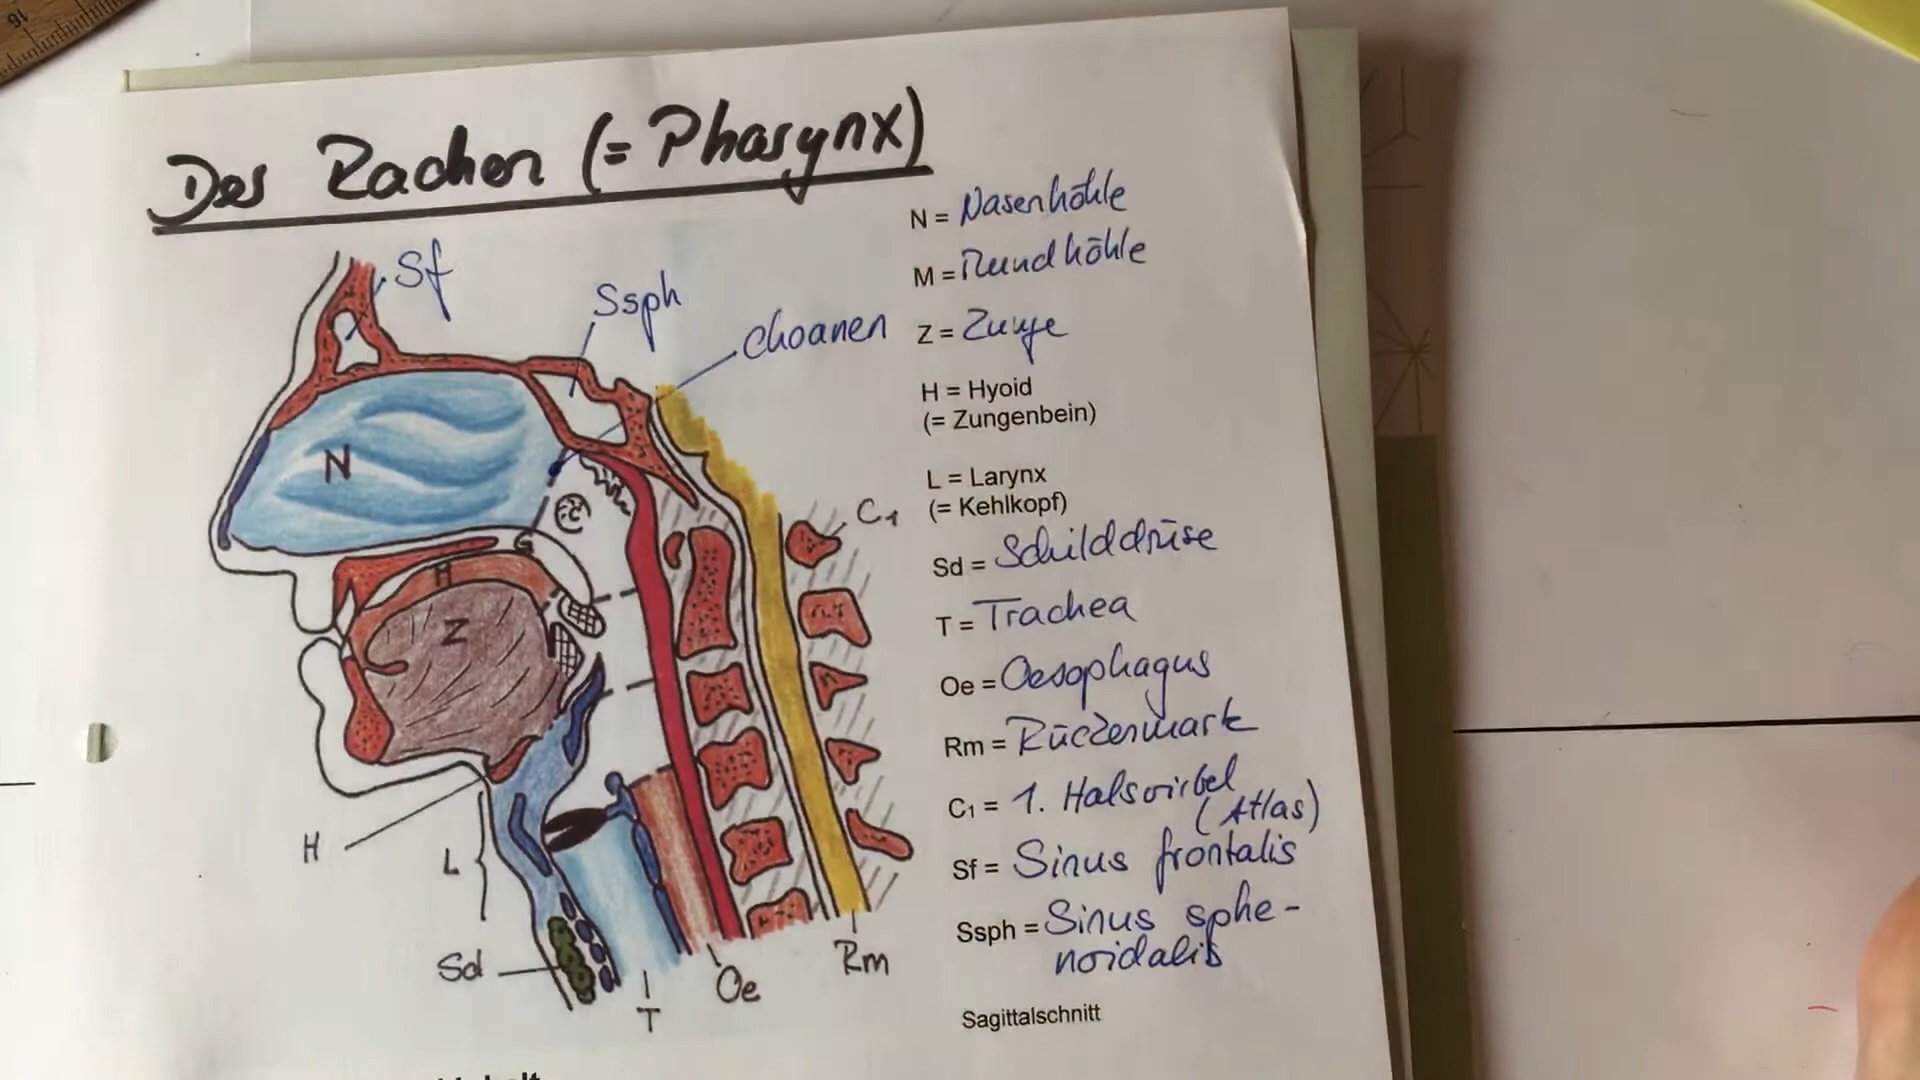 Der Rachen (= Pharynx)
Sf
Ssph
Choanen
N
G
M
Z
C1
H
L
Sd
T
Oe
Rm
N = Nasenhöhle
M = Mundhöhle
Z = Zunge
H = Hyoid
(= Zungenbein)
L = Larynx
(= Kehlkopf)
Sd = Schilddrüse
T = Trachea
Oe = Oesophagus
Rm = Rückenmark
C1 = 1. Halswirbel
(Atlas)
Sf = Sinus frontalis
Ssph = Sinus sphe-
noidalis
Sagittalschnitt